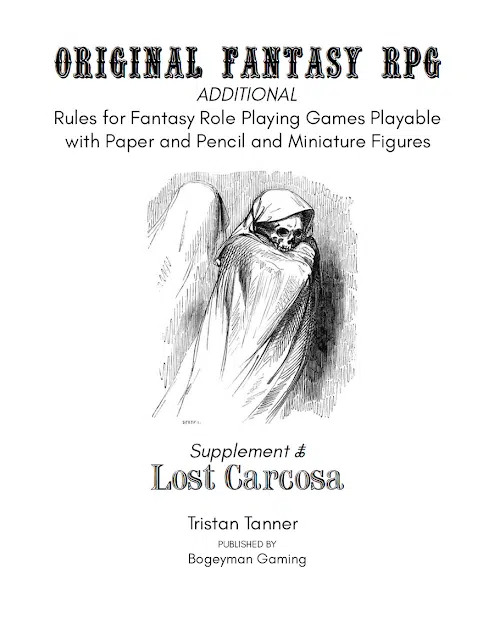 ORIGINAL FANTASY RPG
ADDITIONAL
Rules for Fantasy Role Playing Games Playable
with Paper and Pencil and Miniature Figures
Supplement
Lost Carcosa
Tristan Tanner
PUBLISHED BY
Bogeyman Gaming